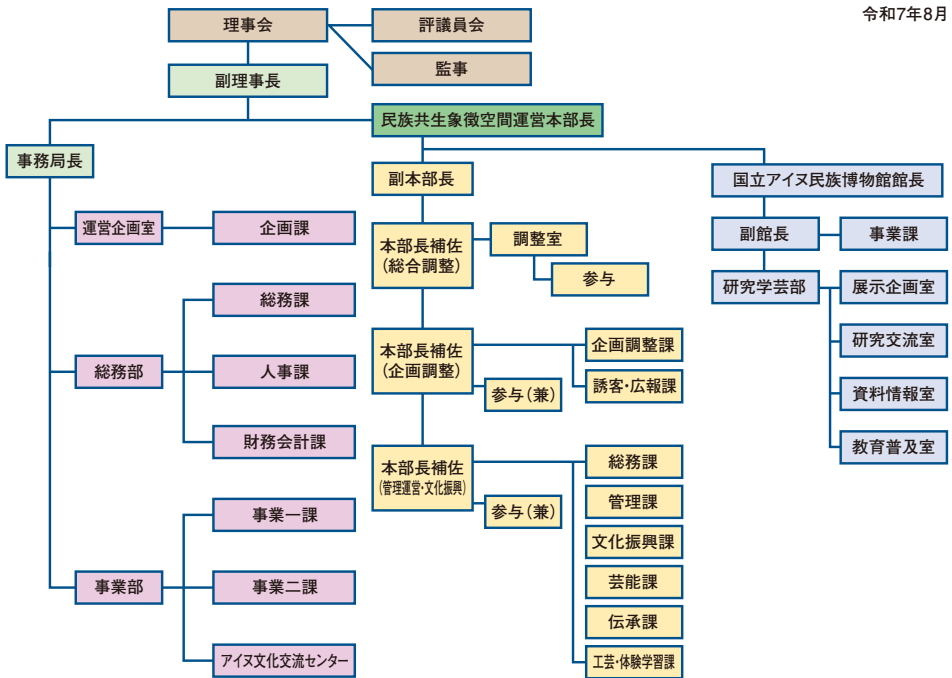 令和7年8月
理事会
評議員会
監事
副理事長
民族共生象徴空間運営本部長
事務局長
運営企画室
企画課
総務部
総務課
人事課
財務会計課
事業部
事業一課
事業二課
アイヌ文化交流センター
副本部長
本部長補佐
(総合調整)
調整室
参与
本部長補佐
(企画調整)
参与(兼)
企画調整課
誘客・広報課
本部長補佐
(管理運営・文化振興)
参与(兼)
総務課
管理課
文化振興課
芸能課
伝承課
工芸・体験学習課
国立アイヌ民族博物館館長
副館長
事業課
研究学芸部
展示企画室
研究交流室
資料情報室
教育普及室